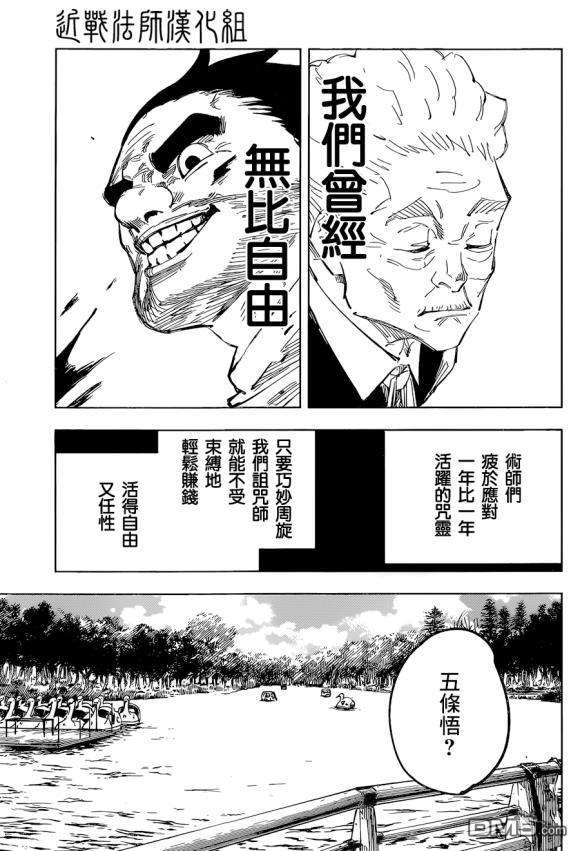 近戰法師漢化組
我們曾經
無比自由
術師們
疲於應對
一年比一年
活躍的咒靈
只要巧妙周旋
我們詛咒師
就能不受
束縛地
輕鬆賺錢
活得自由
又任性
五條悟？
DM5.com